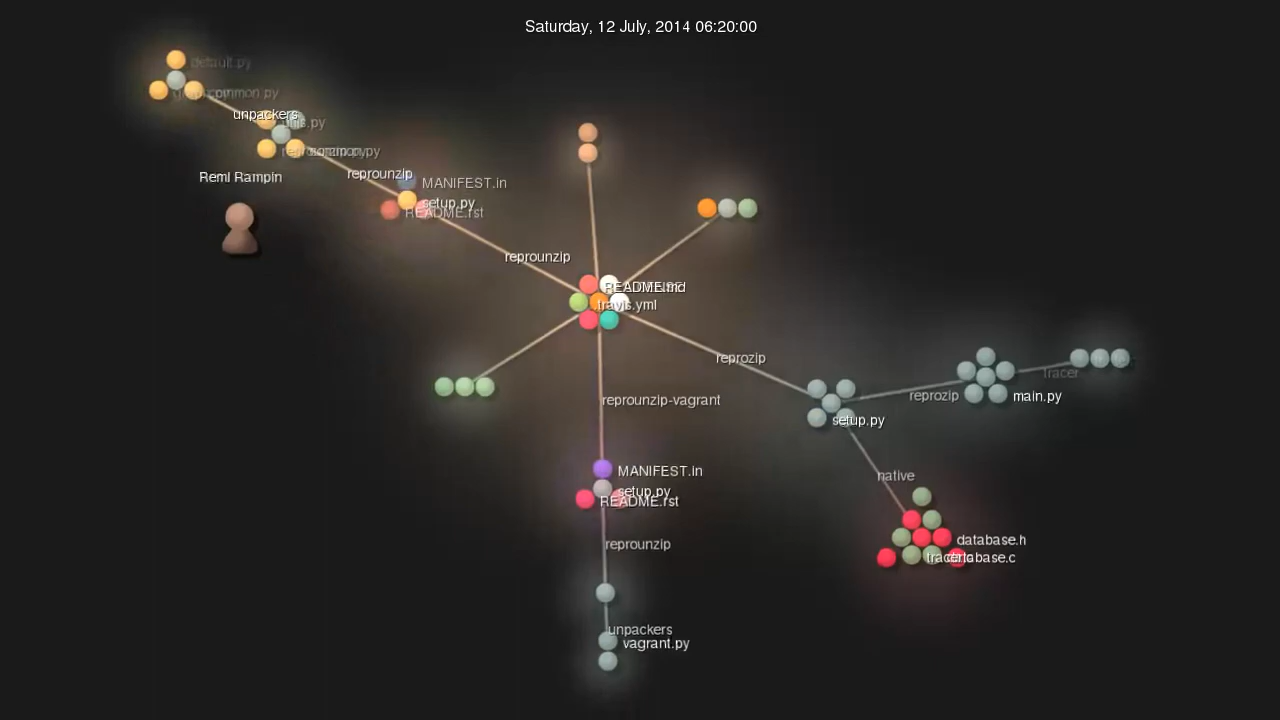 Saturday, 12 July, 2014 06:20:00
default.py
common.py
unpackers
utils.py
Remi Rampin
reprounzip
MANIFEST.in
setup.py
README.rst
reprounzip
README.md
.travis.yml
reprozip
tracer
reprozip
main.py
reprounzip-vagrant
setup.py
native
MANIFEST.in
setup.py
README.rst
database.h
database.c
reprounzip
unpackers
vagrant.py